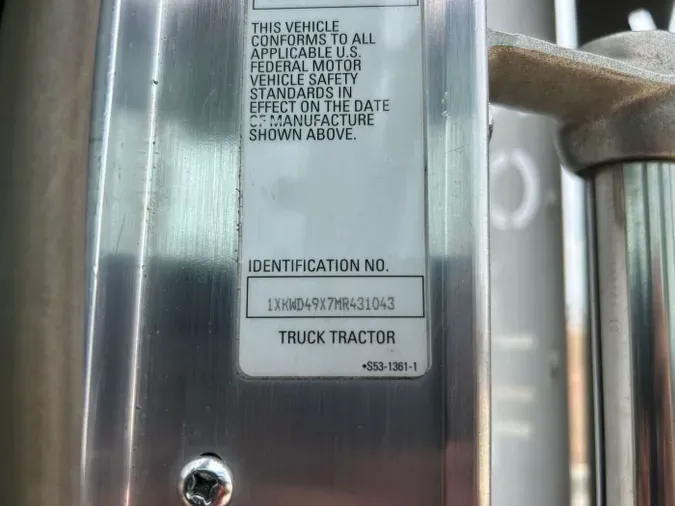 THIS VEHICLE
CONFORMS TO ALL
APPLICABLE U.S.
FEDERAL MOTOR
VEHICLE SAFETY
STANDARDS IN
EFFECT ON THE DATE
OF MANUFACTURE
SHOWN ABOVE.
IDENTIFICATION NO.
1XKWD49X7MR431043
TRUCK TRACTOR
•S53-1361-1